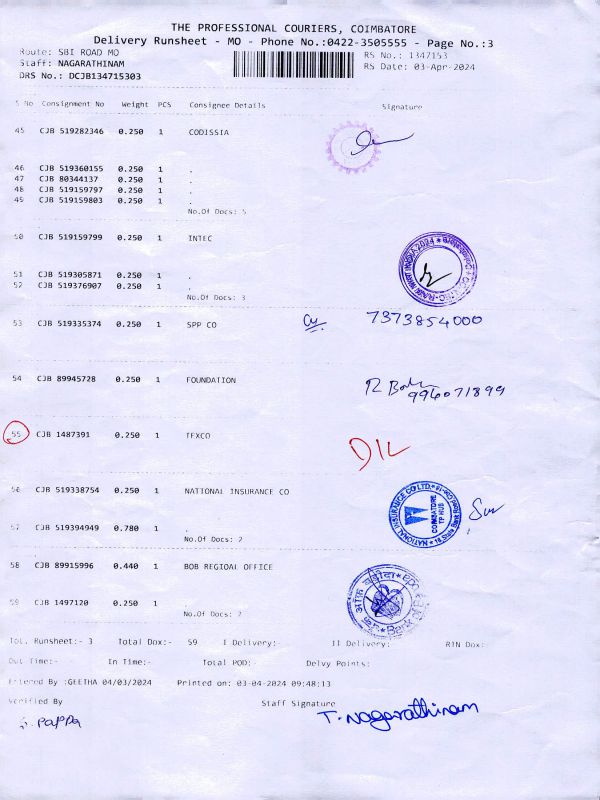 THE PROFESSIONAL COURIERS, COIMBATORE
Delivery Runsheet - MO - Phone No.:0422-3505555 - Page No.:3
Route: SBI ROAD MO RS No.: 1347153
Staff: NAGARATHINAM RS Date: 03-Apr-2024
DRS No.: DCJB134715303
S No Consignment No Weight PCS Consignee Details Signature
45 CJB 519282346 0.250 1 CODISSIA
46 CJB 519360155 0.250 1 .
47 CJB 80344137 0.250 1 .
48 CJB 519159797 0.250 1 .
49 CJB 519159803 0.250 1 .
No.Of Docs: 5
50 CJB 519159799 0.250 1 INTEC
51 CJB 519305871 0.250 1 .
52 CJB 519376907 0.250 1 .
No.Of Docs: 3
53 CJB 519335374 0.250 1 SPP CO 7373854000
54 CJB 89945728 0.250 1 FOUNDATION
996071899
55 CJB 1487391 0.250 1 TEXCO
D/L
56 CJB 519338754 0.250 1 NATIONAL INSURANCE CO
NATIONAL INSURANCE CO LTD.
COIMBATORE
TP HUB
57 CJB 519394949 0.780 1 .
No.Of Docs: 2
58 CJB 89915996 0.440 1 BOB REGIOAL OFFICE
59 CJB 1497120 0.250 1
No.Of Docs: 2
Tot. Runsheet:- 3 Total Dox:- 59 I Delivery:- II Delivery: RTN Dox:-
Out Time:- In Time:- Total POD:- Delvy Points:
Entered By :GEETHA 04/03/2024 Printed on: 03-04-2024 09:48:13
Verified By Staff Signature
PAPPA T. Nagarathinam